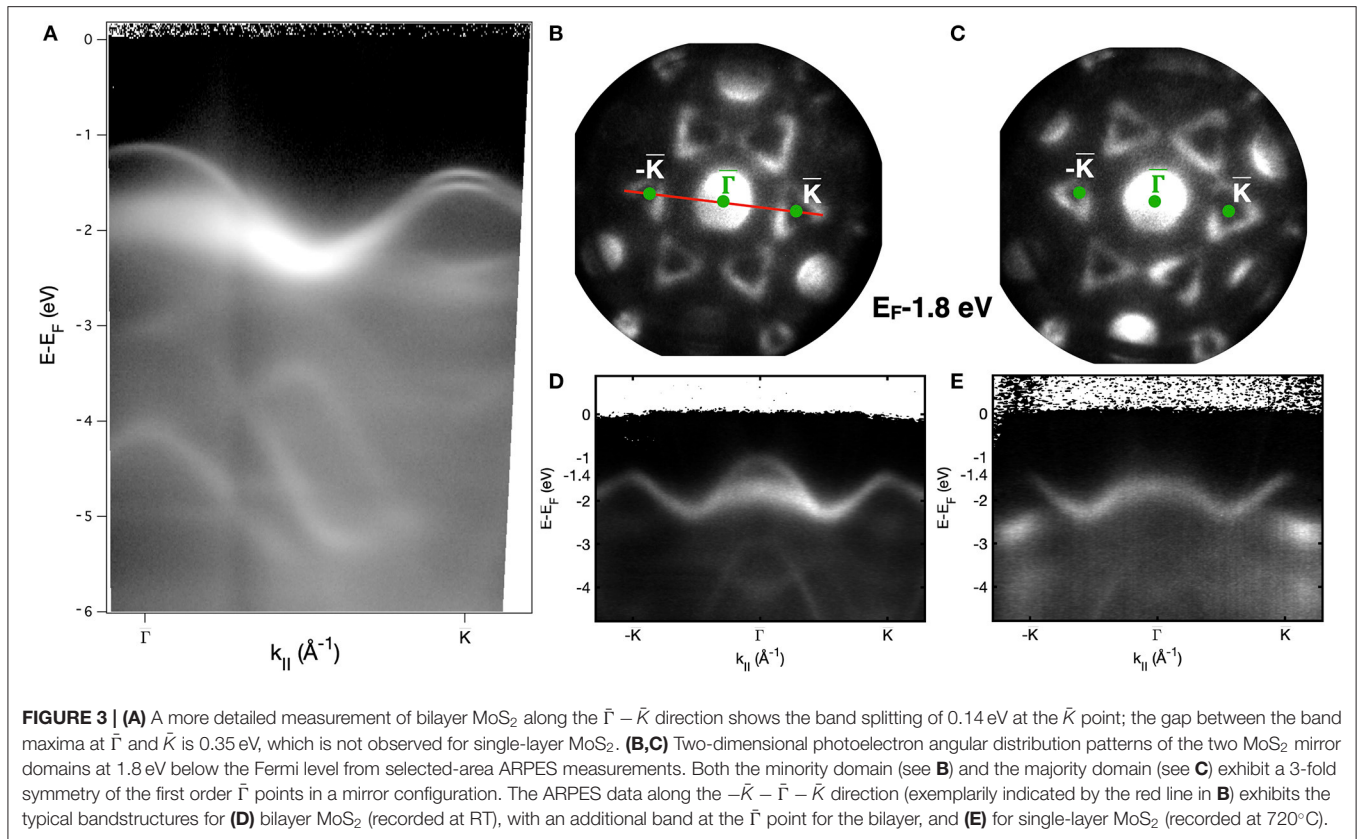 A
B
C
0
-1
-2
-3
-4
-5
-6
E-E_F (eV)
Γ̄
K̄
k_|| (Å⁻¹)
-K̄
Γ̄
K̄
-K̄
Γ̄
K̄
E_F-1.8 eV
D
0
-1
-1.4
-2
-3
-4
E-E_F (eV)
-K̄
Γ̄
K̄
k_|| (Å⁻¹)
E
0
-1
-1.4
-2
-3
-4
E-E_F (eV)
-K̄
Γ̄
K̄
k_|| (Å⁻¹)
FIGURE 3 | (A) A more detailed measurement of bilayer MoS₂ along the Γ̄ − K̄ direction shows the band splitting of 0.14 eV at the K̄ point; the gap between the band
maxima at Γ̄ and K̄ is 0.35 eV, which is not observed for single-layer MoS₂. (B,C) Two-dimensional photoelectron angular distribution patterns of the two MoS₂ mirror
domains at 1.8 eV below the Fermi level from selected-area ARPES measurements. Both the minority domain (see B) and the majority domain (see C) exhibit a 3-fold
symmetry of the first order Γ̄ points in a mirror configuration. The ARPES data along the −K̄ − Γ̄ − K̄ direction (exemplarily indicated by the red line in B) exhibits the
typical bandstructures for (D) bilayer MoS₂ (recorded at RT), with an additional band at the Γ̄ point for the bilayer, and (E) for single-layer MoS₂ (recorded at 720°C).